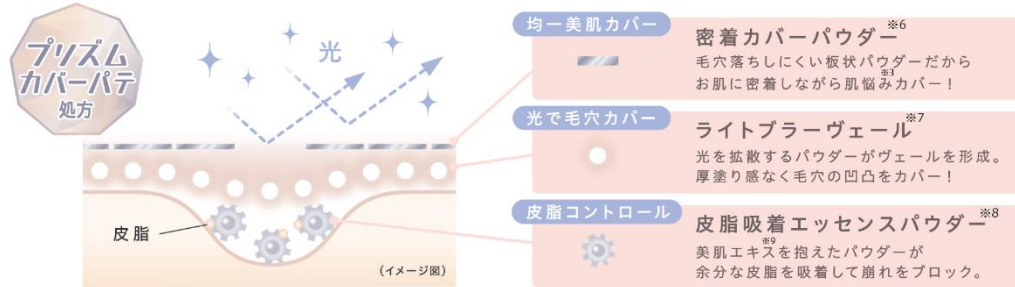 プリズム
カバーパテ
処方
光
皮脂
(イメージ図)
均一美肌カバー
密着カバーパウダー※6
毛穴落ちしにくい板状パウダーだから
お肌に密着しながら肌悩み※3カバー!
光で毛穴カバー
ライトブラーヴェール※7
光を拡散するパウダーがヴェールを形成。
厚塗り感なく毛穴の凹凸をカバー!
皮脂コントロール
皮脂吸着エッセンスパウダー※8
美肌エキス※9を抱えたパウダーが
余分な皮脂を吸着して崩れをブロック。